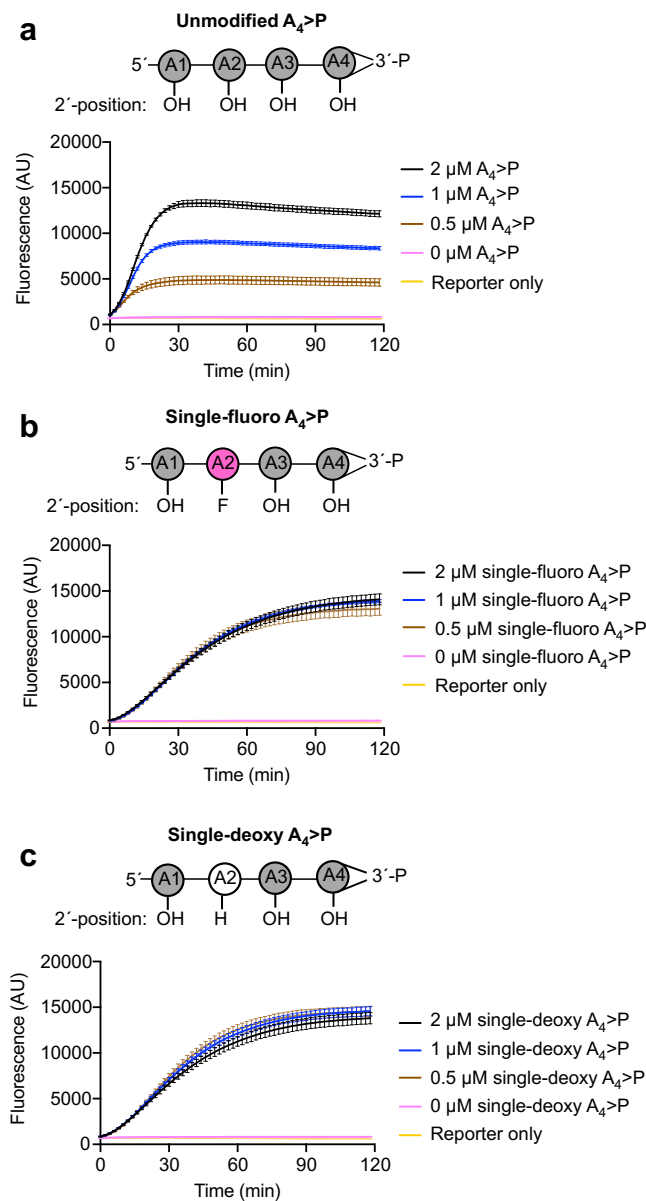 a
Unmodified A₄>P
5´ A1 A2 A3 A4 3´-P
2´-position: OH OH OH OH
20000
15000
10000
5000
0
Fluorescence (AU)
0 30 60 90 120
Time (min)
2 µM A₄>P
1 µM A₄>P
0.5 µM A₄>P
0 µM A₄>P
Reporter only
b
Single-fluoro A₄>P
5´ A1 A2 A3 A4 3´-P
2´-position: OH F OH OH
20000
15000
10000
5000
0
Fluorescence (AU)
0 30 60 90 120
Time (min)
2 µM single-fluoro A₄>P
1 µM single-fluoro A₄>P
0.5 µM single-fluoro A₄>P
0 µM single-fluoro A₄>P
Reporter only
c
Single-deoxy A₄>P
5´ A1 A2 A3 A4 3´-P
2´-position: OH H OH OH
20000
15000
10000
5000
0
Fluorescence (AU)
0 30 60 90 120
Time (min)
2 µM single-deoxy A₄>P
1 µM single-deoxy A₄>P
0.5 µM single-deoxy A₄>P
0 µM single-deoxy A₄>P
Reporter only